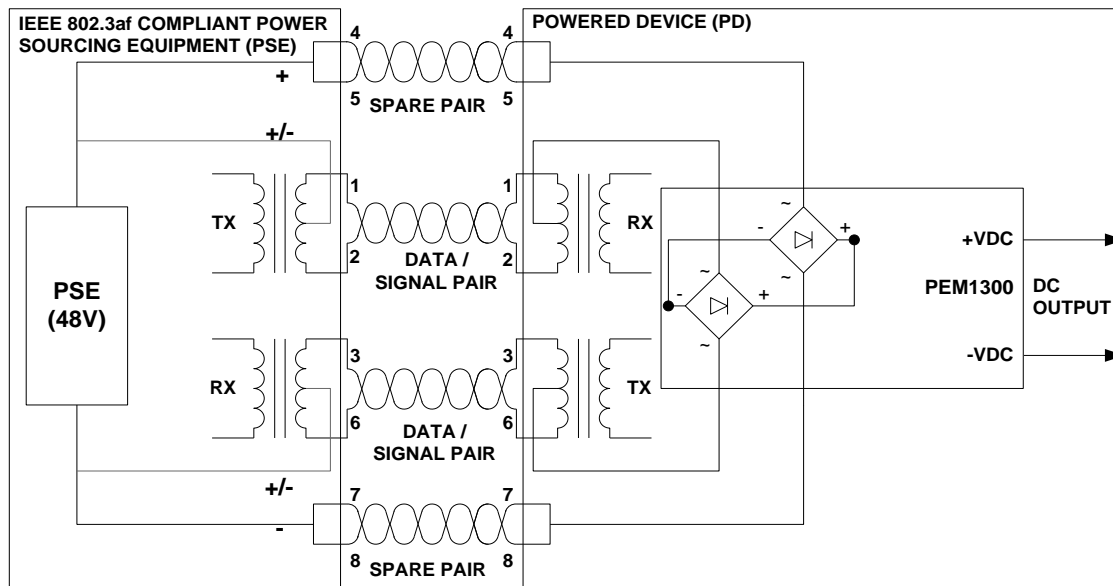 IEEE 802.3af COMPLIANT POWER
SOURCING EQUIPMENT (PSE)
POWERED DEVICE (PD)
4
4
+
5
SPARE PAIR
5
+/-
1
1
TX
RX
2
DATA /
2
SIGNAL PAIR
~
- +
~
~
- +
~
+VDC
PEM1300
DC
OUTPUT
-VDC
PSE
(48V)
3
3
RX
TX
6
DATA /
6
SIGNAL PAIR
+/-
7
7
-
8
SPARE PAIR
8